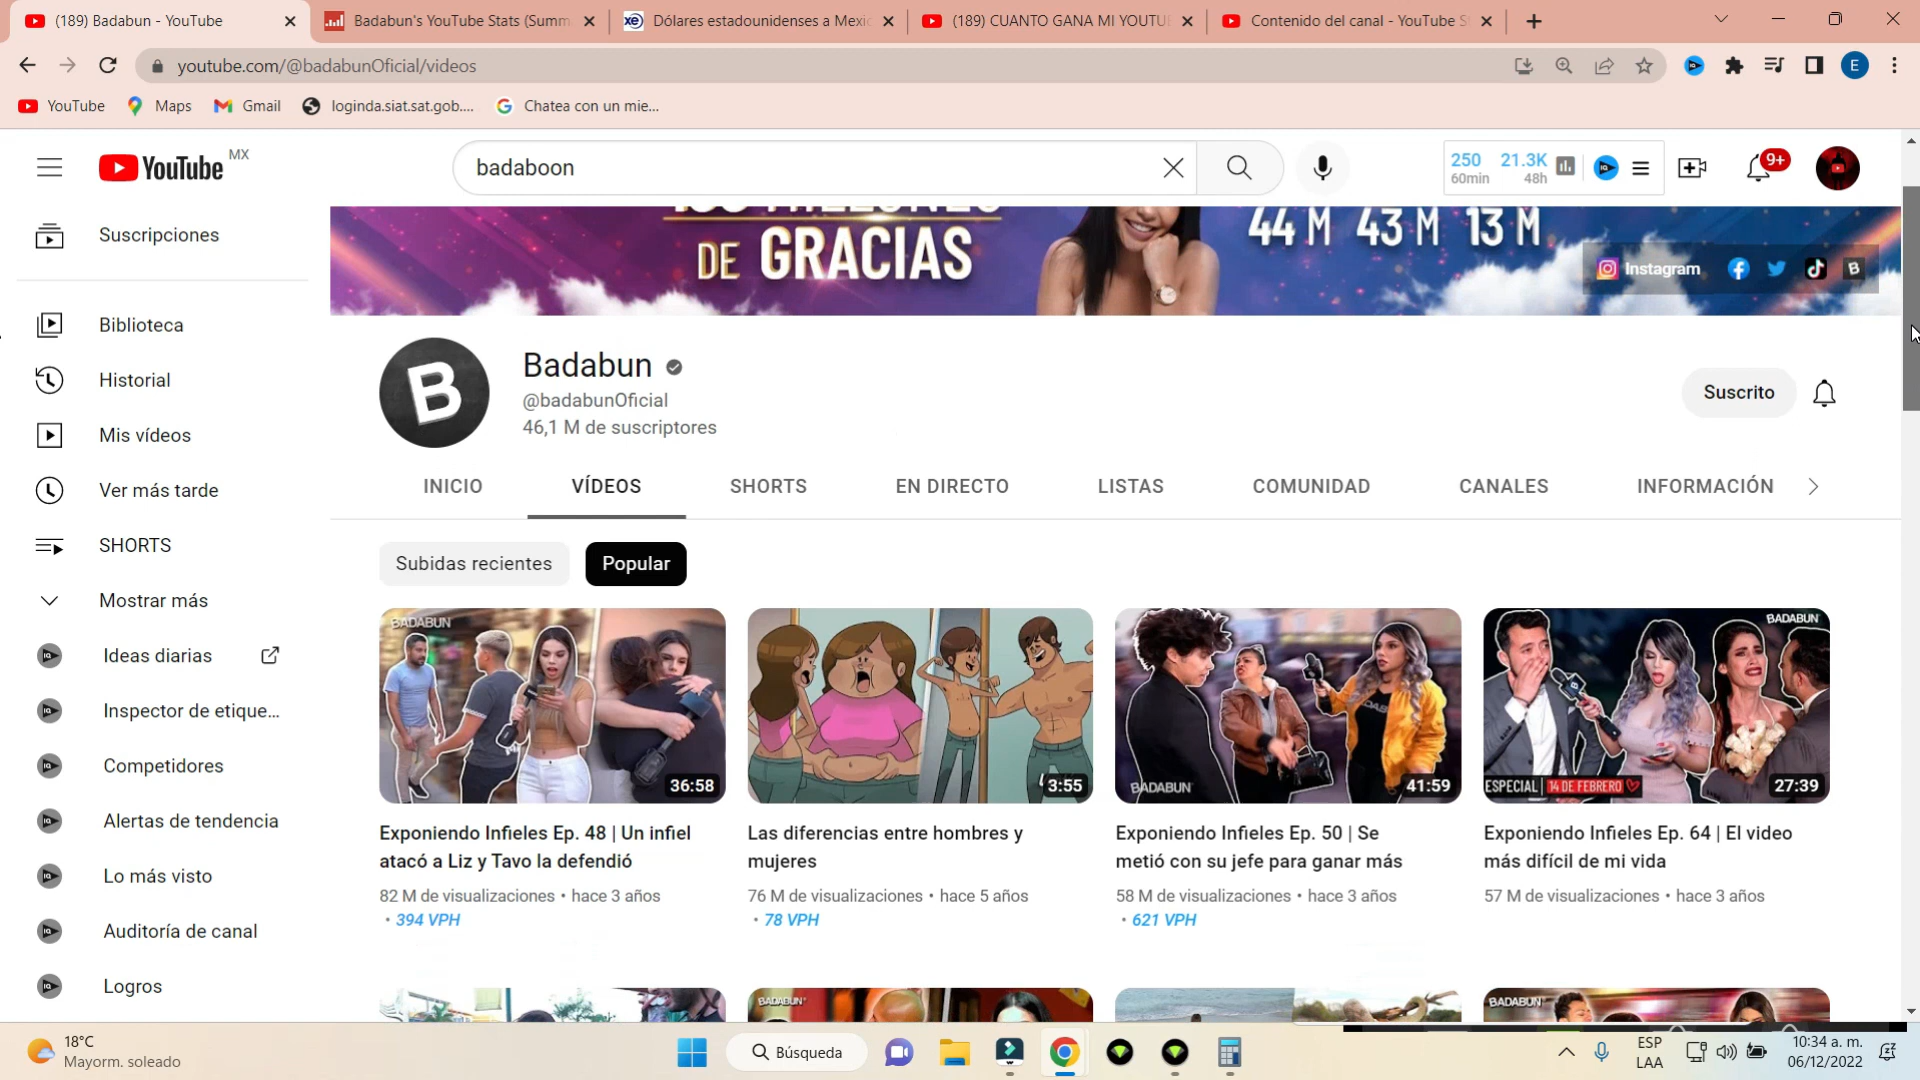 (189) Badabun - YouTube
Badabun's YouTube Stats (Summ
Dólares estadounidenses a Mexic
(189) CUANTO GANA MI YOUTU
Contenido del canal - YouTube S
youtube.com/@badabunOficial/videos
E
YouTube
Maps
Gmail
loginda.siat.sat.gob....
Chatea con un mie...
YouTube MX
badaboon
250 60min
21.3K 48h
9+
Suscripciones
Biblioteca
Historial
Mis vídeos
Ver más tarde
SHORTS
Mostrar más
Ideas diarias
Inspector de etique...
Competidores
Alertas de tendencia
Lo más visto
Auditoría de canal
Logros
DE GRACIAS
44 M 43 M 13 M
Instagram
B
B
Badabun
@badabunOficial
46,1 M de suscriptores
Suscrito
INICIO
VÍDEOS
SHORTS
EN DIRECTO
LISTAS
COMUNIDAD
CANALES
INFORMACIÓN
Subidas recientes
Popular
BADABUN
36:58
Exponiendo Infieles Ep. 48 | Un infiel
atacó a Liz y Tavo la defendió
82 M de visualizaciones • hace 3 años
• 394 VPH
3:55
Las diferencias entre hombres y
mujeres
76 M de visualizaciones • hace 5 años
• 78 VPH
BADABUN
41:59
Exponiendo Infieles Ep. 50 | Se
metió con su jefe para ganar más
58 M de visualizaciones • hace 3 años
• 621 VPH
BADABUN
ESPECIAL | 14 DE FEBRERO
27:39
Exponiendo Infieles Ep. 64 | El video
más difícil de mi vida
57 M de visualizaciones • hace 3 años
BADABUN
BADABUN
18°C
Mayorm. soleado
Búsqueda
ESP
LAA
10:34 a. m.
06/12/2022